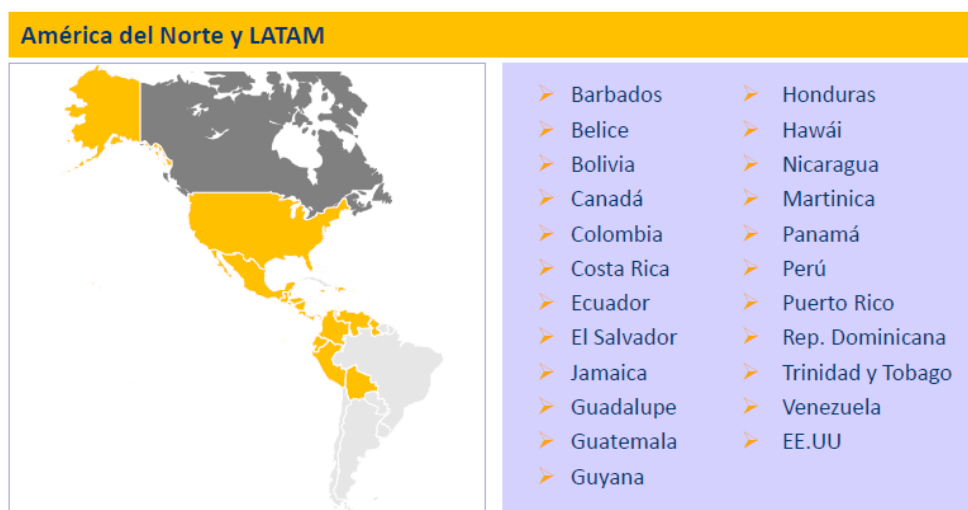 América del Norte y LATAM
Barbados
Belice
Bolivia
Canadá
Colombia
Costa Rica
Ecuador
El Salvador
Jamaica
Guadalupe
Guatemala
Guyana
Honduras
Hawái
Nicaragua
Martinica
Panamá
Perú
Puerto Rico
Rep. Dominicana
Trinidad y Tobago
Venezuela
EE.UU